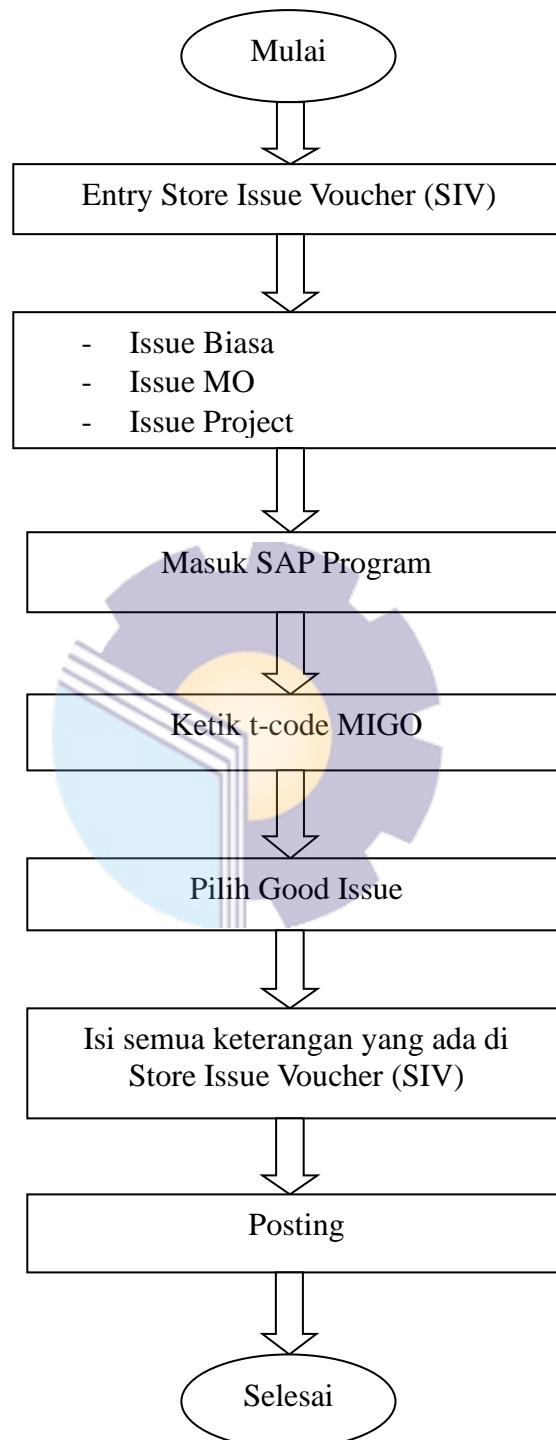 Mulai
Entry Store Issue Voucher (SIV)
- Issue Biasa
- Issue MO
- Issue Project
Masuk SAP Program
Ketik t-code MIGO
Pilih Good Issue
Isi semua keterangan yang ada di
Store Issue Voucher (SIV)
Posting
Selesai